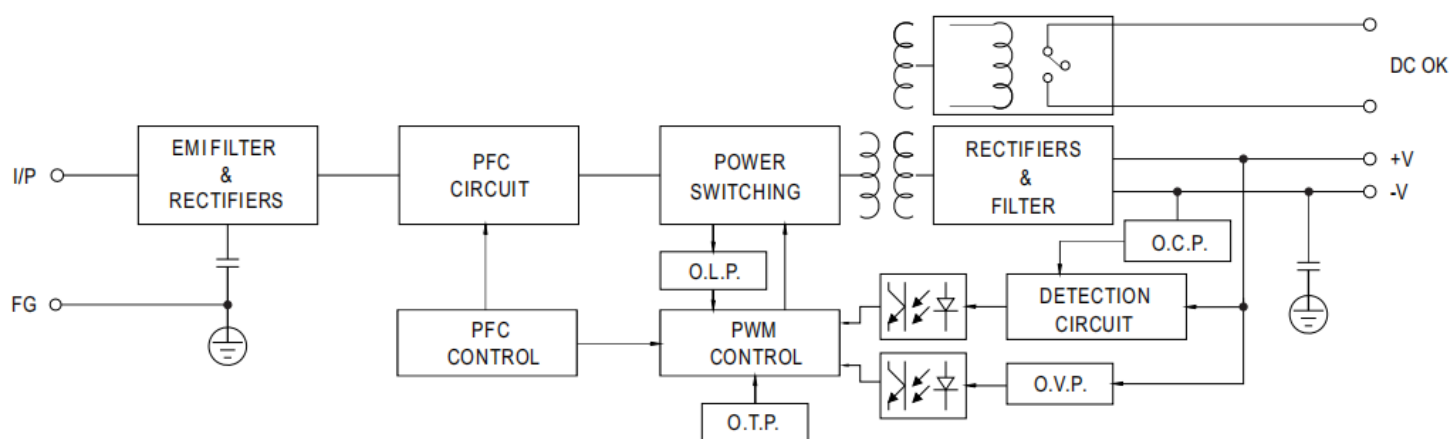 DC OK
I/P
EMI FILTER
&
RECTIFIERS
PFC
CIRCUIT
POWER
SWITCHING
RECTIFIERS
&
FILTER
+V
-V
O.C.P.
O.L.P.
FG
PFC
CONTROL
PWM
CONTROL
DETECTION
CIRCUIT
O.V.P.
O.T.P.